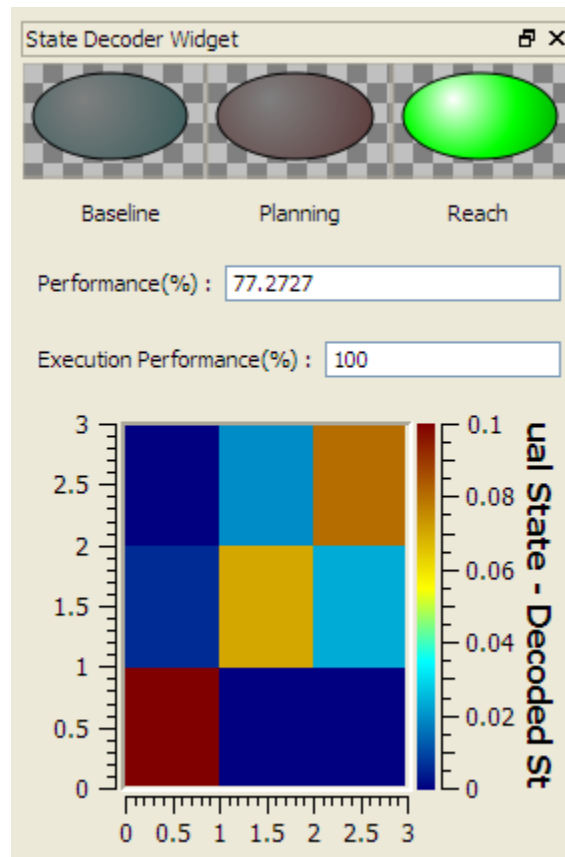 State Decoder Widget
Baseline Planning Reach
Performance(%) : 77.2727
Execution Performance(%) : 100
3
2.5
2
1.5
1
0.5
0
0 0.5 1 1.5 2 2.5 3
0.1
0.08
0.06
0.04
0.02
0
ual State - Decoded St